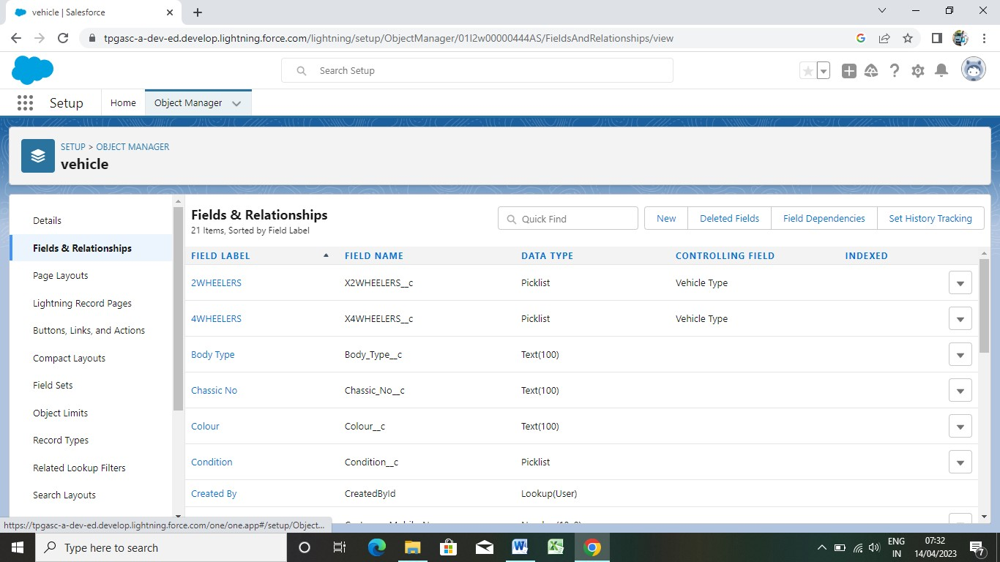 vehicle | Salesforce
tpgasc-a-dev-ed.develop.lightning.force.com/lightning/setup/ObjectManager/01I2w00000444AS/FieldsAndRelationships/view
Search Setup
Setup
Home
Object Manager
SETUP > OBJECT MANAGER
vehicle
Details
Fields & Relationships
Page Layouts
Lightning Record Pages
Buttons, Links, and Actions
Compact Layouts
Field Sets
Object Limits
Record Types
Related Lookup Filters
Search Layouts
Fields & Relationships
21 Items, Sorted by Field Label
Quick Find
New
Deleted Fields
Field Dependencies
Set History Tracking
FIELD LABEL FIELD NAME DATA TYPE CONTROLLING FIELD INDEXED
2WHEELERS X2WHEELERS__c Picklist Vehicle Type
4WHEELERS X4WHEELERS__c Picklist Vehicle Type
Body Type Body_Type__c Text(100)
Chassic No Chassic_No__c Text(100)
Colour Colour__c Text(100)
Condition Condition__c Picklist
Created By CreatedById Lookup(User)
https://tpgasc-a-dev-ed.develop.lightning.force.com/one/one.app#/setup/Object...
Type here to search
ENG
IN
07:32
14/04/2023
7